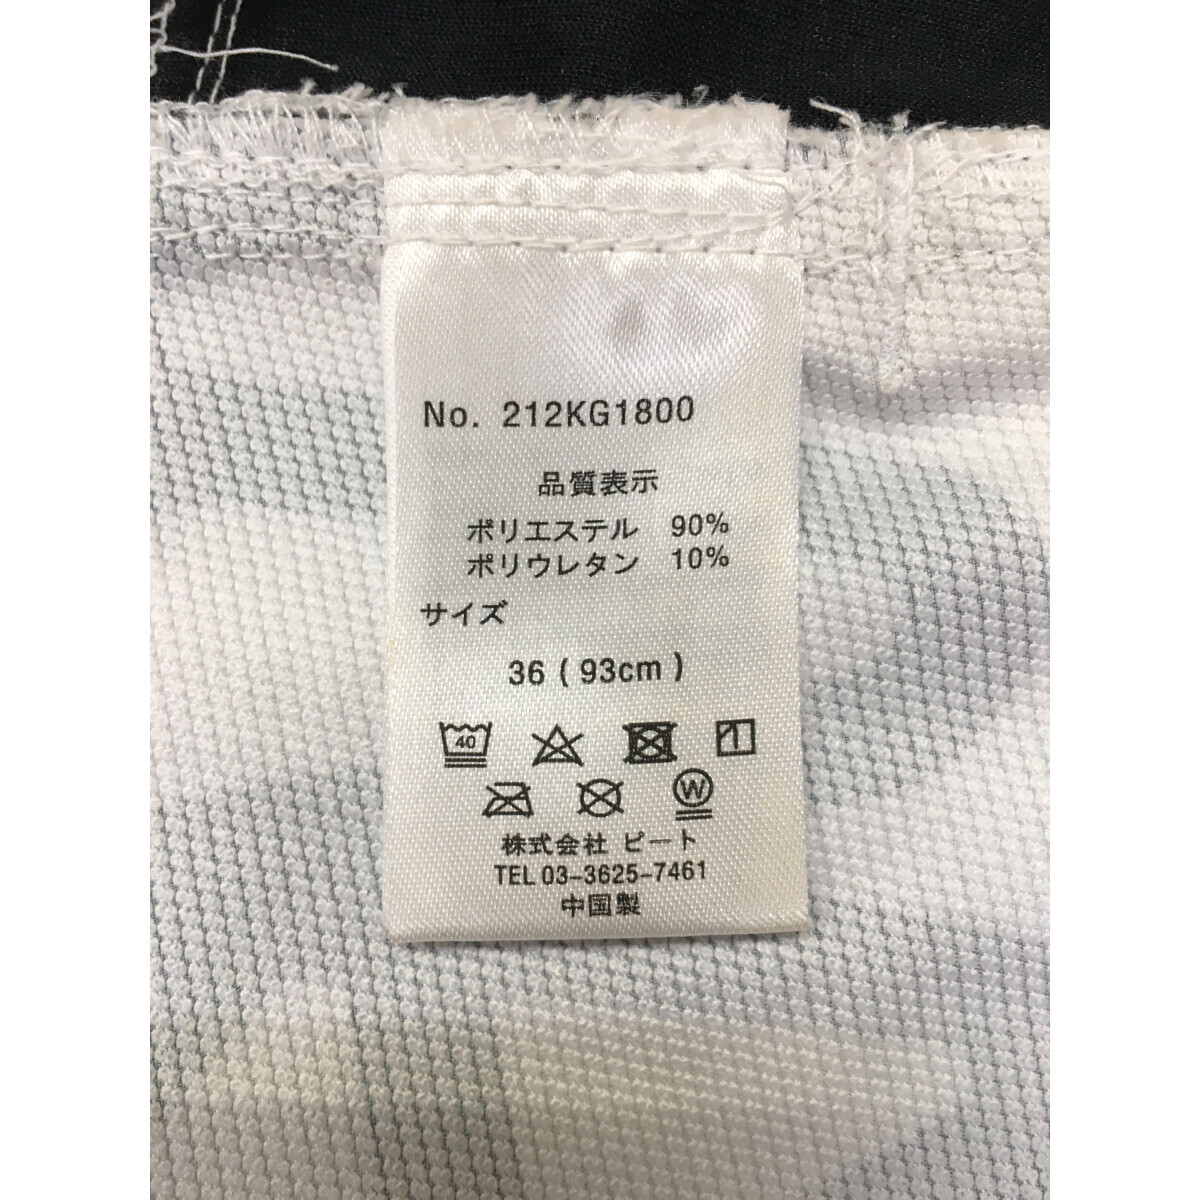 No. 212KG1800
品質表示
ポリエステル 90%
ポリウレタン 10%
サイズ
36 ( 93cm )
40
W
株式会社 ピート
TEL 03-3625-7461
中国製